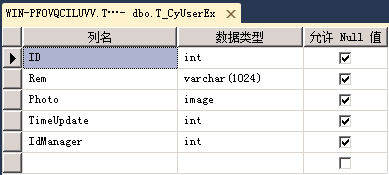 WIN-PFOVQCILUVV.T···- dbo.T_CyUserEx
列名 数据类型 允许 Null 值
ID int
Rem varchar(1024)
Photo image
TimeUpdate int
IdManager int